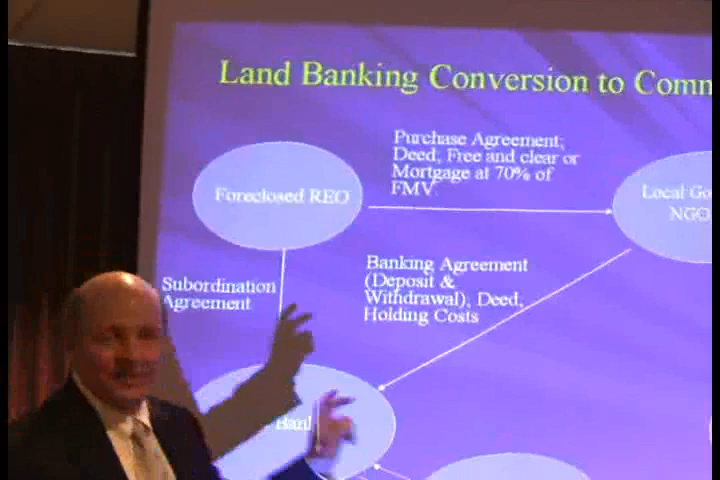 Land Banking Conversion to Comm
Purchase Agreement;
Deed; Free and clear or
Mortgage at 70% of
FMV.
Foreclosed REO
Local Go
NGO
Banking Agreement
(Deposit &
Withdrawal), Deed;
Holding Costs
Subordination
Agreement
Bank